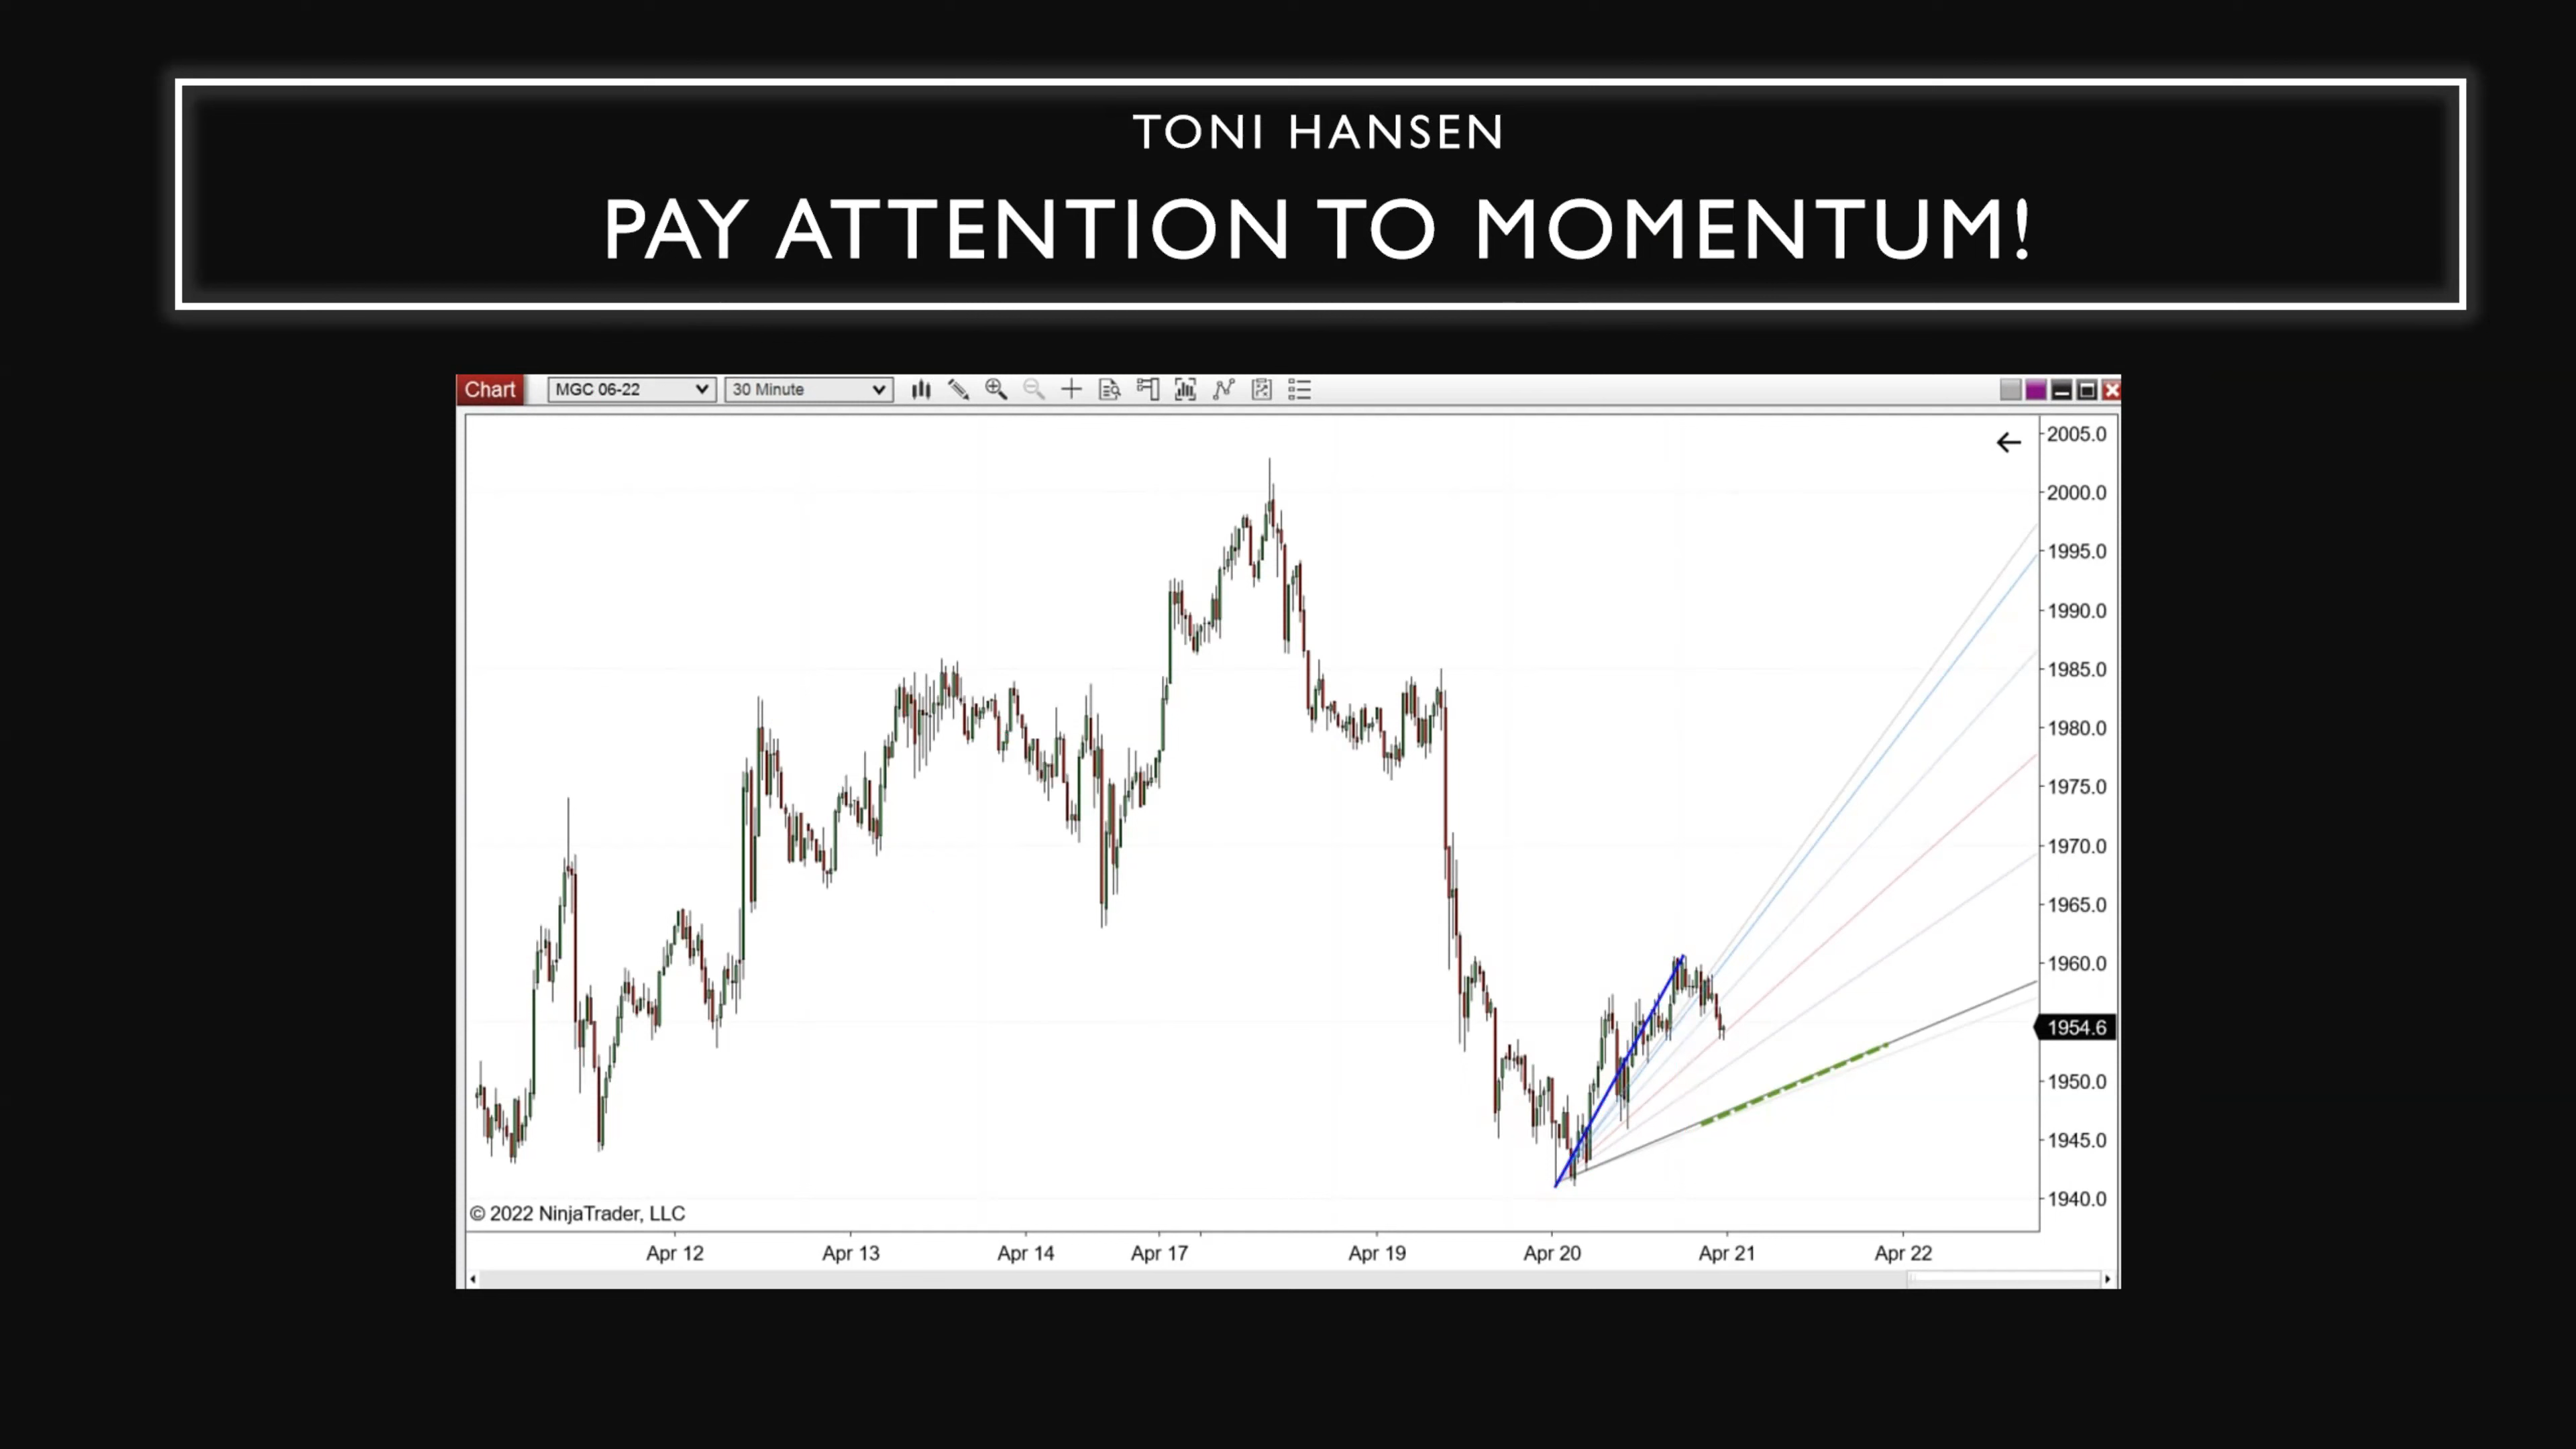 TONI HANSEN
PAY ATTENTION TO MOMENTUM!
Chart MGC 06-22 30 Minute
2005.0
2000.0
1995.0
1990.0
1985.0
1980.0
1975.0
1970.0
1965.0
1960.0
1954.6
1950.0
1945.0
1940.0
© 2022 NinjaTrader, LLC
Apr 12 Apr 13 Apr 14 Apr 17 Apr 19 Apr 20 Apr 21 Apr 22